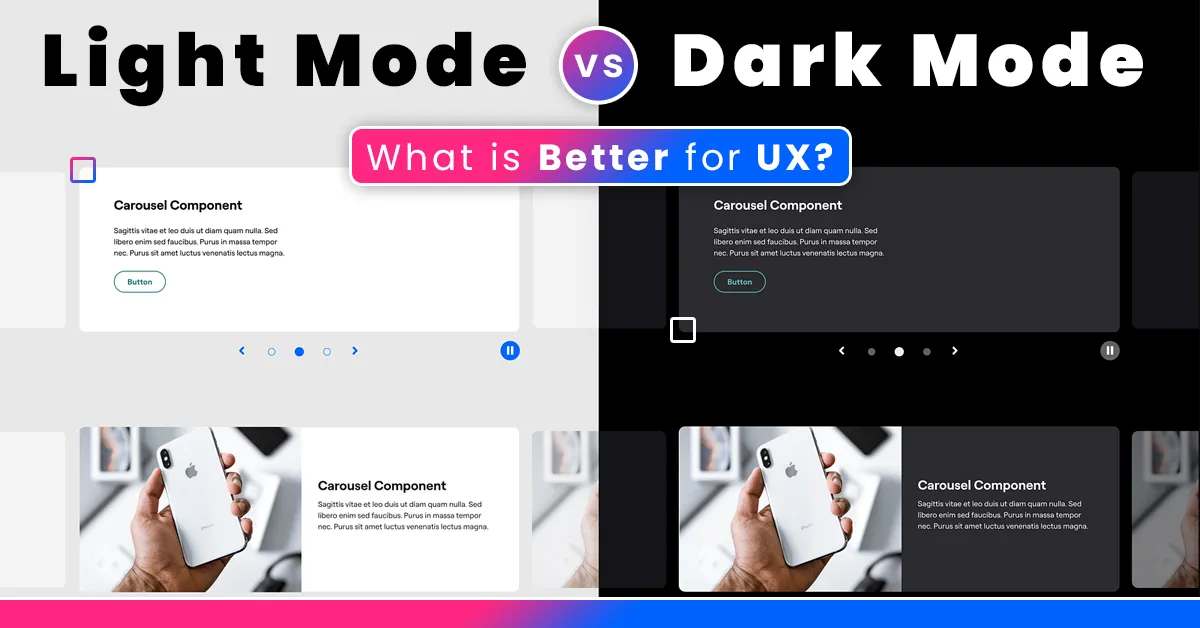 Light Mode
vs
Dark Mode
What is Better for UX?
Carousel Component
Sagittis vitae et leo duis ut diam quam nulla. Sed
libero enim sed faucibus. Purus in massa tempor
nec. Purus sit amet luctus venenatis lectus magna.
Button
Carousel Component
Sagittis vitae et leo duis ut diam quam nulla. Sed
libero enim sed faucibus. Purus in massa tempor
nec. Purus sit amet luctus venenatis lectus magna.
Button
Carousel Component
Sagittis vitae et leo duis ut diam quam nulla. Sed
libero enim sed faucibus. Purus in massa tempor
nec. Purus sit amet luctus venenatis lectus magna.
Carousel Component
Sagittis vitae et leo duis ut diam quam nulla. Sed
libero enim sed faucibus. Purus in massa tempor
nec. Purus sit amet luctus venenatis lectus magna.